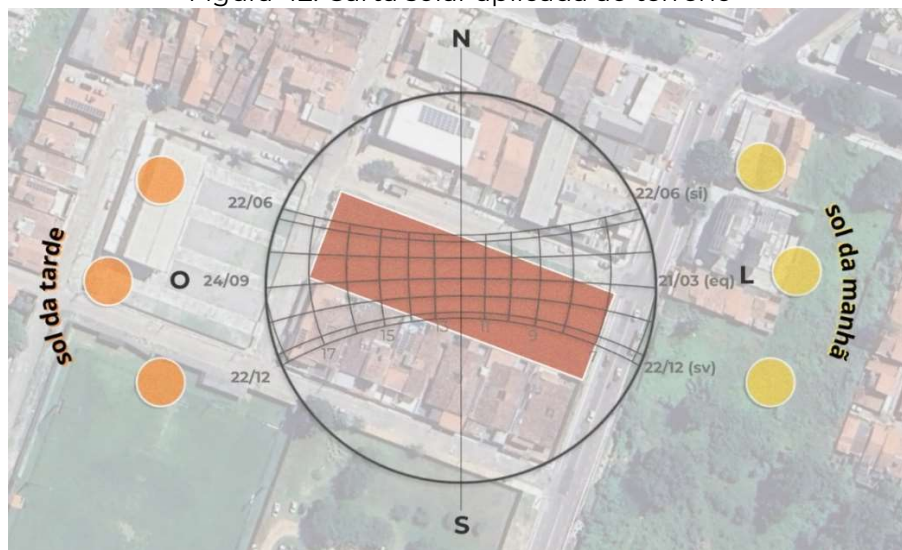 Figura 42: Carta solar aplicada ao terreno
N
22/06
22/06 (si)
sol da tarde
O
24/09
21/03 (eq)
L
sol da manhã
17
15
13
11
9
22/12
22/12 (sv)
S